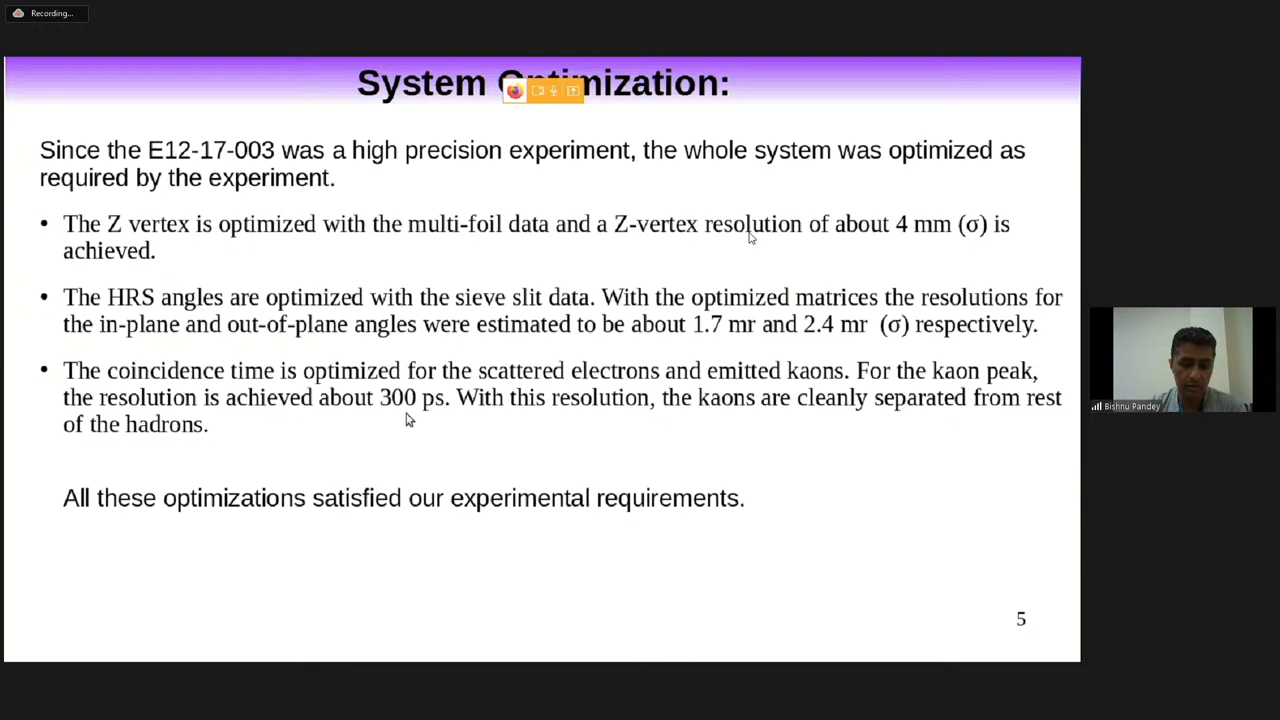 Recording...
System Optimization:
Since the E12-17-003 was a high precision experiment, the whole system was optimized as
required by the experiment.
• The Z vertex is optimized with the multi-foil data and a Z-vertex resolution of about 4 mm (σ) is
achieved.
• The HRS angles are optimized with the sieve slit data. With the optimized matrices the resolutions for
the in-plane and out-of-plane angles were estimated to be about 1.7 mr and 2.4 mr (σ) respectively.
• The coincidence time is optimized for the scattered electrons and emitted kaons. For the kaon peak,
the resolution is achieved about 300 ps. With this resolution, the kaons are cleanly separated from rest
of the hadrons.
Bishnu Pandey
All these optimizations satisfied our experimental requirements.
5